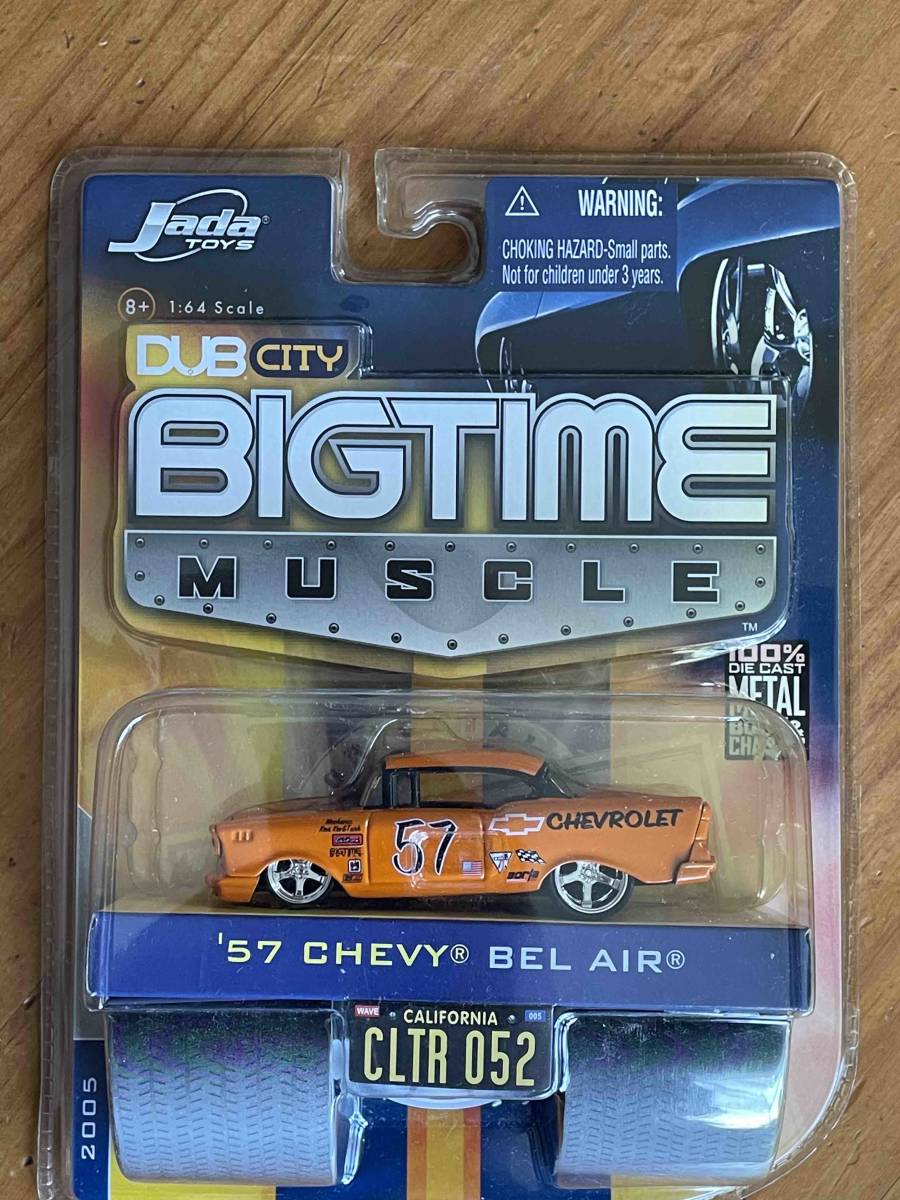 Jada®
TOYS
WARNING:
CHOKING HAZARD-Small parts.
Not for children under 3 years.
8+ 1:64 Scale
DUB CITY
BIGTIME
MUSCLE
TM
100%
DIE CAST
METAL
57
CHEVROLET
BIGTIME
borla
'57 CHEVY® BEL AIR®
WAVE 005
CALIFORNIA
CLTR 052
2005